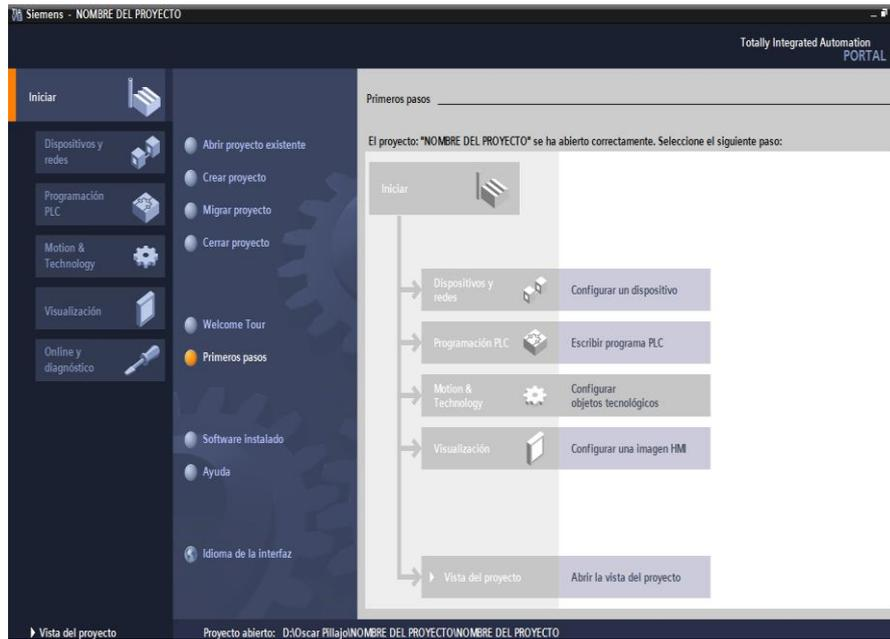 Siemens - NOMBRE DEL PROYECTO
Totally Integrated Automation
PORTAL
Iniciar
Dispositivos y
redes
Programación
PLC
Motion &
Technology
Visualización
Online y
diagnóstico
Vista del proyecto
Abrir proyecto existente
Crear proyecto
Migrar proyecto
Cerrar proyecto
Welcome Tour
Primeros pasos
Software instalado
Ayuda
Idioma de la interfaz
Primeros pasos
El proyecto: "NOMBRE DEL PROYECTO" se ha abierto correctamente. Seleccione el siguiente paso:
Iniciar
Dispositivos y
redes
Configurar un dispositivo
Programación PLC
Escribir programa PLC
Motion &
Technology
Configurar
objetos tecnológicos
Visualización
Configurar una imagen HMI
Vista del proyecto
Abrir la vista del proyecto
Proyecto abierto: D:\Oscar Pillajo\NOMBRE DEL PROYECTO\NOMBRE DEL PROYECTO